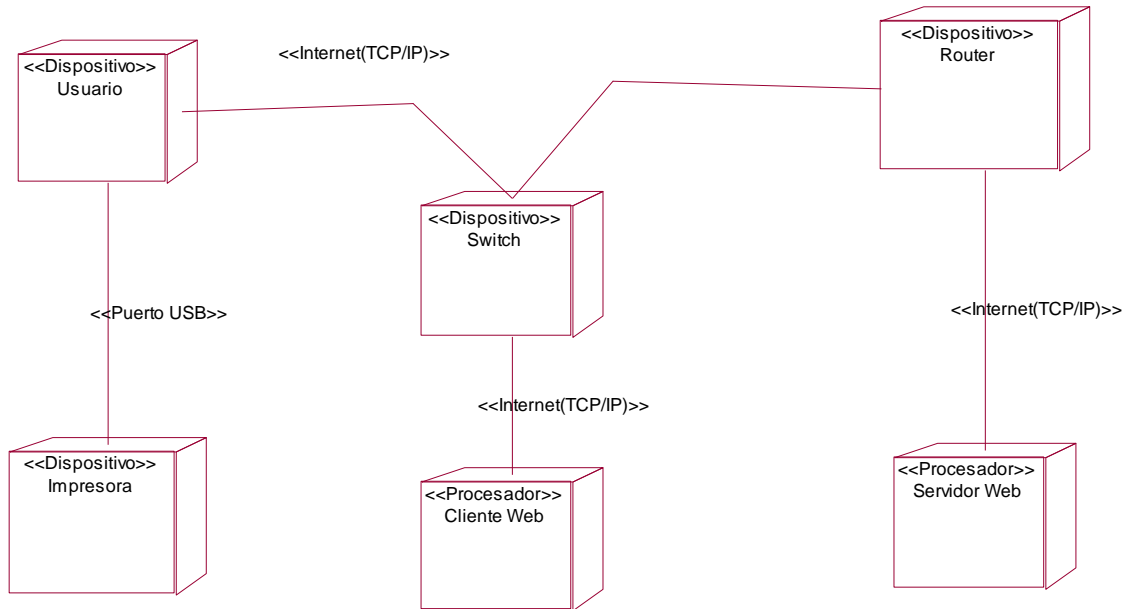 <<Dispositivo>>
Usuario
<<Internet(TCP/IP)>>
<<Dispositivo>>
Router
<<Dispositivo>>
Switch
<<Puerto USB>>
<<Internet(TCP/IP)>>
<<Internet(TCP/IP)>>
<<Dispositivo>>
Impresora
<<Procesador>>
Cliente Web
<<Procesador>>
Servidor Web